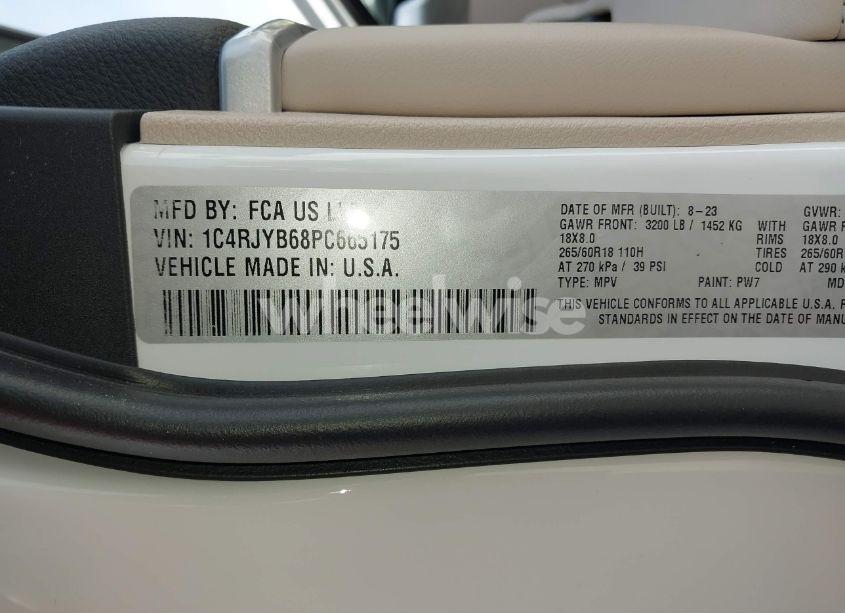 MFD BY: FCA US LLC
VIN: 1C4RJYB68PC665175
VEHICLE MADE IN: U.S.A.
DATE OF MFR (BUILT): 8-23 GVWR:
GAWR FRONT: 3200 LB / 1452 KG WITH
18X8.0 RIMS 18X8.0
265/60R18 110H TIRES 265/60R
AT 270 kPa / 39 PSI COLD AT 290 k
TYPE: MPV PAINT: PW7 MD
THIS VEHICLE CONFORMS TO ALL APPLICABLE U.S.A. F
STANDARDS IN EFFECT ON THE DATE OF MANU
wheelwise